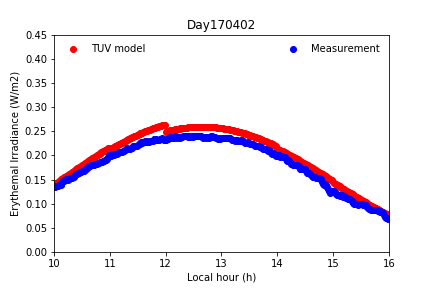 Day170402
TUV model
Measurement
Erythemal Irradiance (W/m2)
0.45
0.40
0.35
0.30
0.25
0.20
0.15
0.10
0.05
0.00
10 11 12 13 14 15 16
Local hour (h)